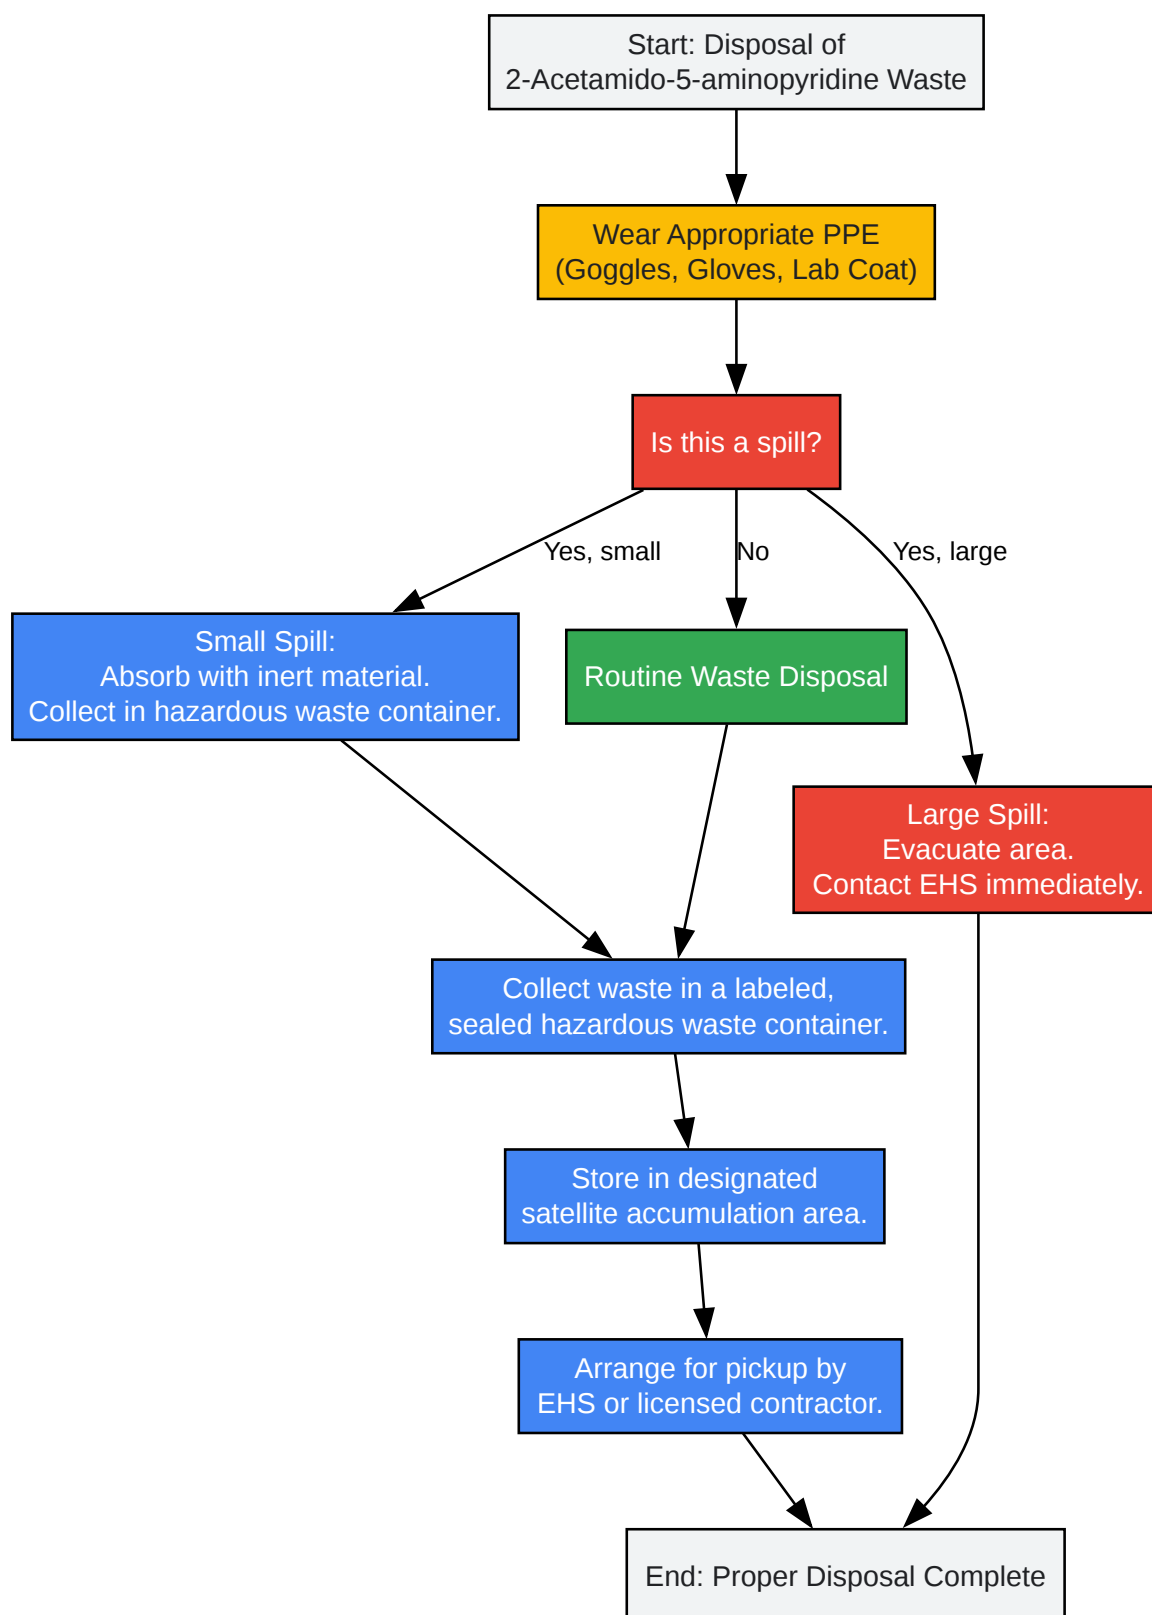 Start: Disposal of
2-Acetamido-5-aminopyridine Waste
Wear Appropriate PPE
(Goggles, Gloves, Lab Coat)
Is this a spill?
Yes, small
No
Yes, large
Small Spill:
Absorb with inert material.
Collect in hazardous waste container.
Routine Waste Disposal
Large Spill:
Evacuate area.
Contact EHS immediately.
Collect waste in a labeled,
sealed hazardous waste container.
Store in designated
satellite accumulation area.
Arrange for pickup by
EHS or licensed contractor.
End: Proper Disposal Complete